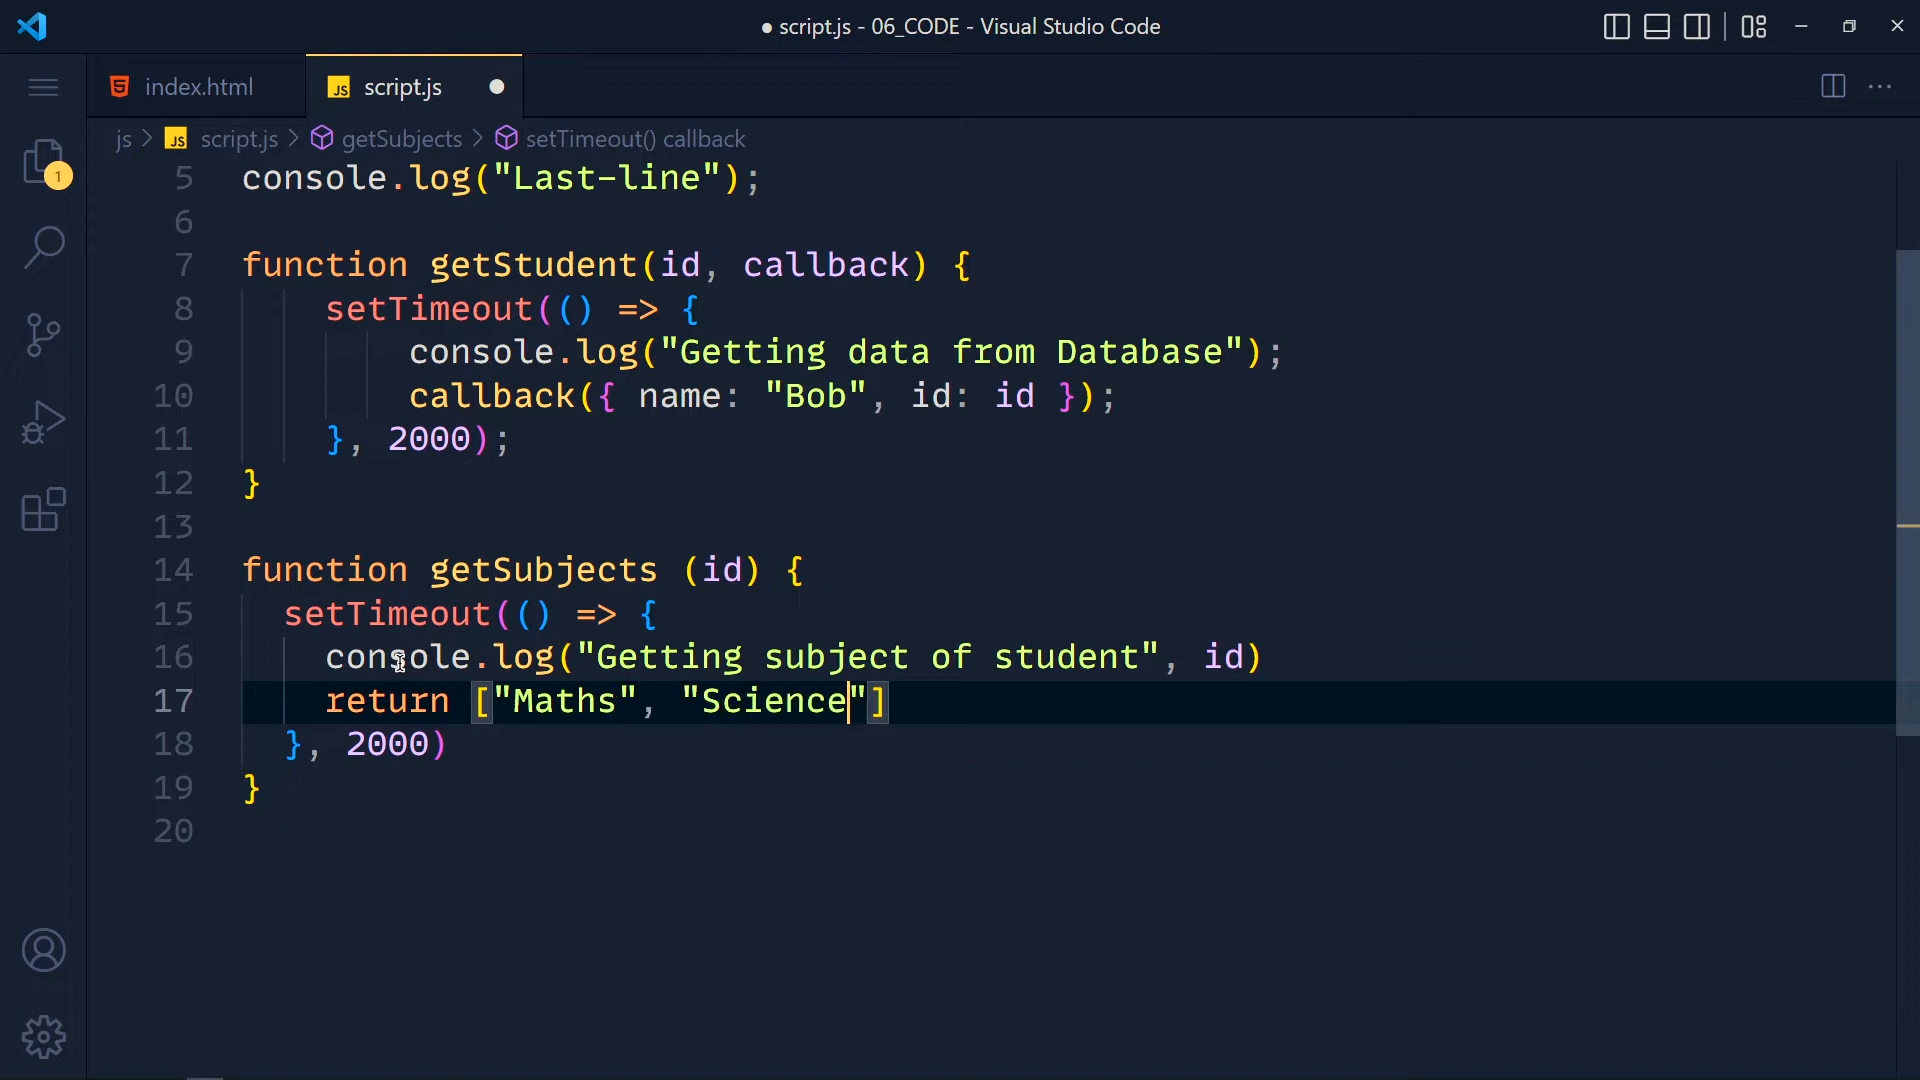 ● script.js - 06_CODE - Visual Studio Code
index.html
JS script.js ●
js > JS script.js > getSubjects > setTimeout() callback
1
5 console.log("Last-line");
6
7 function getStudent(id, callback) {
8 setTimeout(() => {
9 console.log("Getting data from Database");
10 callback({ name: "Bob", id: id });
11 }, 2000);
12 }
13
14 function getSubjects (id) {
15 setTimeout(() => {
16 console.log("Getting subject of student", id)
17 return ["Maths", "Science"]
18 }, 2000)
19 }
20